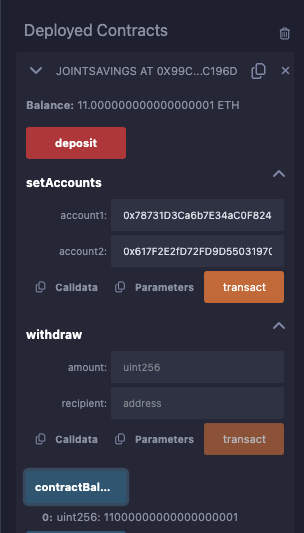 Deployed Contracts
JOINTSAVINGS AT 0X99C...C196D
Balance: 11.000000000000000001 ETH
deposit
setAccounts
account1: 0x78731D3Ca6b7E34aC0F824
account2: 0x617F2E2fD72FD9D5503197C
Calldata Parameters transact
withdraw
amount: uint256
recipient: address
Calldata Parameters transact
contractBal...
0: uint256: 11000000000000000001